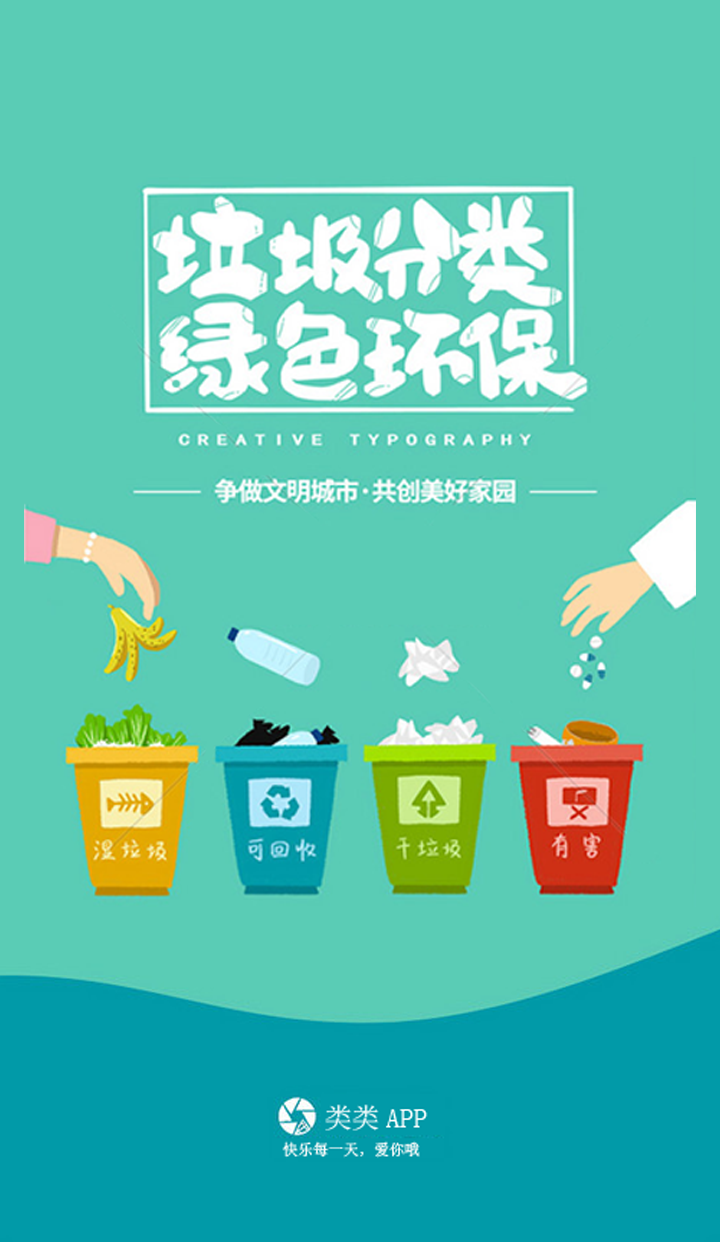 垃圾分类
绿色环保
CREATIVE TYPOGRAPHY
争做文明城市·共创美好家园
湿垃圾
可回收
干垃圾
有害
类类 APP
快乐每一天，爱你哦